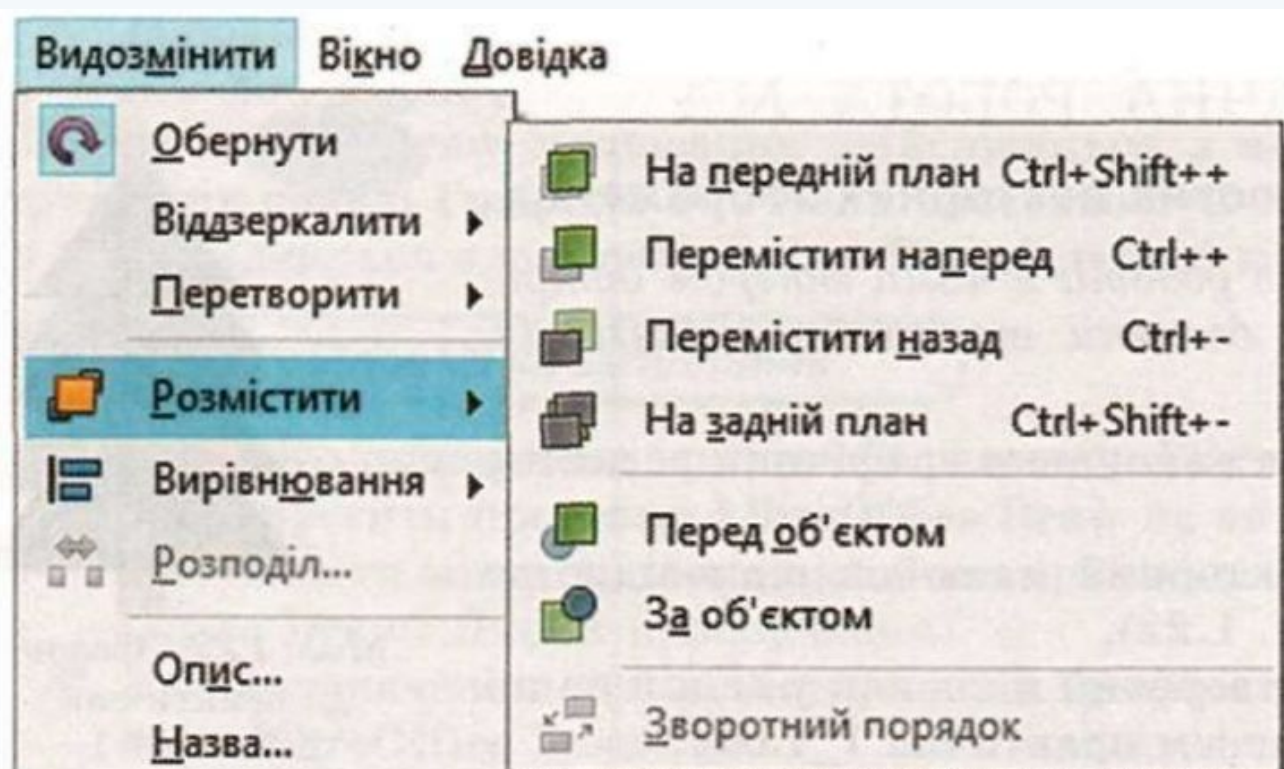 Видозмінити Вікно Довідка
Обернути
Віддзеркалити
Перетворити
Розмістити
Вирівнювання
Розподіл...
Опис...
Назва...
На передній план Ctrl+Shift++
Перемістити наперед Ctrl++
Перемістити назад Ctrl+-
На задній план Ctrl+Shift+-
Перед об'єктом
За об'єктом
Зворотний порядок